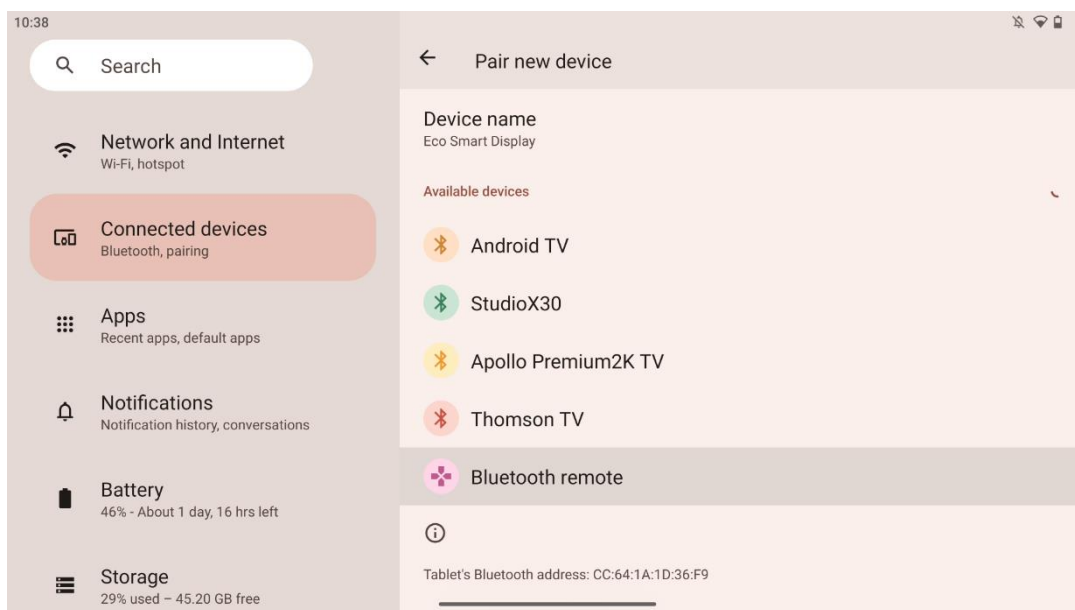 10:38
Search
Network and Internet
Wi-Fi, hotspot
Connected devices
Bluetooth, pairing
Apps
Recent apps, default apps
Notifications
Notification history, conversations
Battery
46% - About 1 day, 16 hrs left
Storage
29% used – 45.20 GB free
Pair new device
Device name
Eco Smart Display
Available devices
Android TV
StudioX30
Apollo Premium2K TV
Thomson TV
Bluetooth remote
Tablet's Bluetooth address: CC:64:1A:1D:36:F9